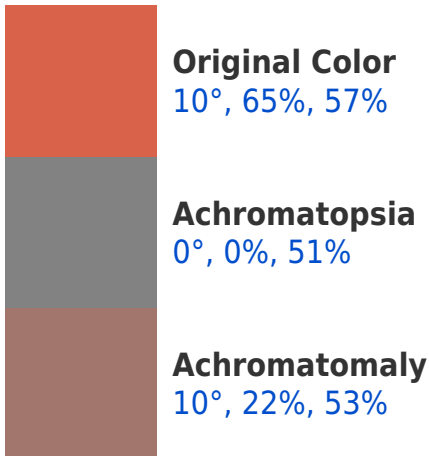 Original Color
10°, 65%, 57%
Achromatopsia
0°, 0%, 51%
Achromatomaly
10°, 22%, 53%